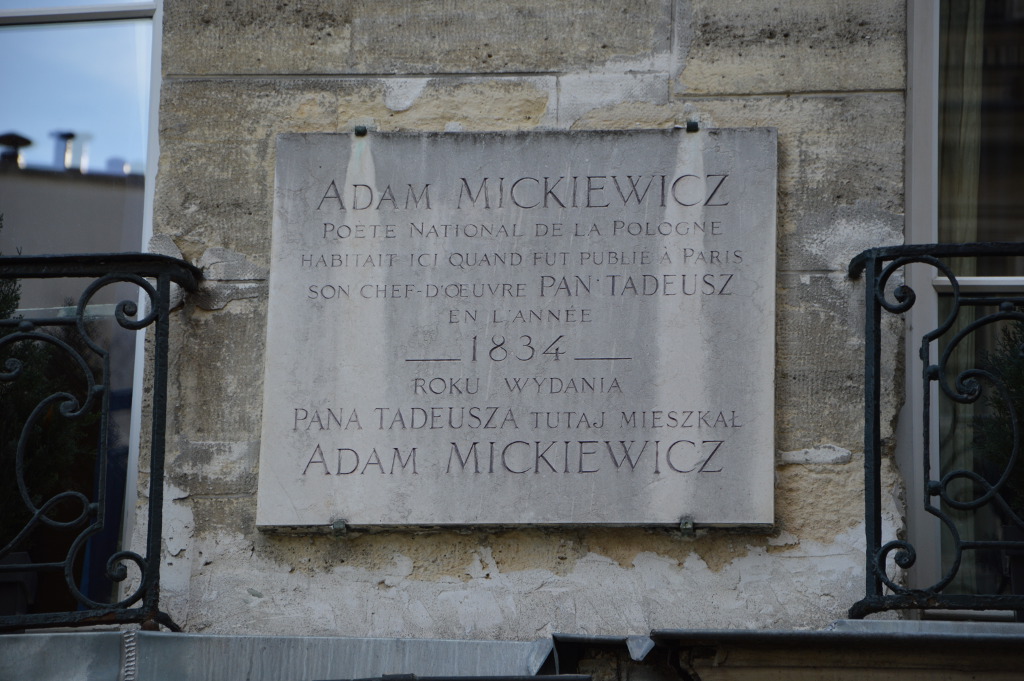 ADAM MICKIEWICZ
POETE NATIONAL DE LA POLOGNE
HABITAIT ICI QUAND FUT PUBLIÉ À PARIS
SON CHEF-D'ŒUVRE PAN TADEUSZ
EN L'ANNÉE
1834
ROKU WYDANIA
PANA TADEUSZA TUTAJ MIESZKAŁ
ADAM MICKIEWICZ